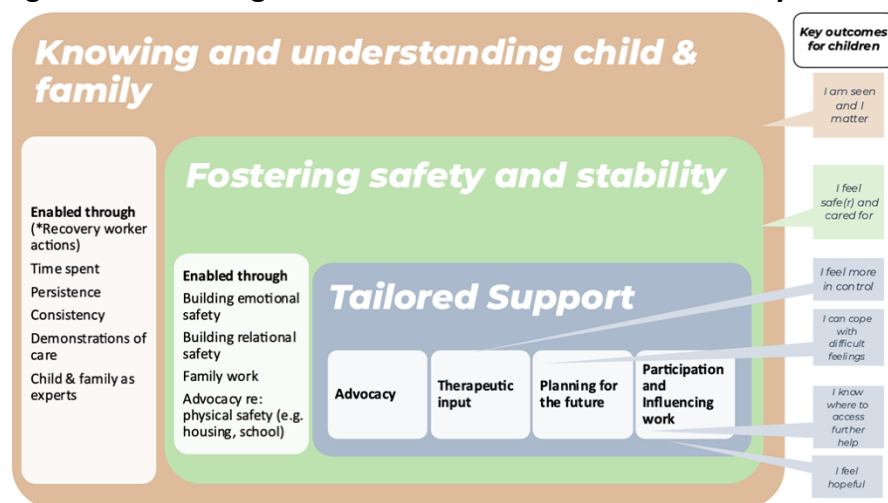 Knowing and understanding child &
family
Key outcomes
for children
I am seen
and I
matter
Fostering safety and stability
I feel
safe(r) and
cared for
Enabled through
(*Recovery worker
actions)
Time spent
Persistence
Consistency
Demonstrations of
care
Child & family as
experts
Enabled through
Building emotional
safety
Building relational
safety
Family work
Advocacy re:
physical safety (e.g.
housing, school)
Tailored Support
Advocacy
Therapeutic
input
Planning for
the future
Participation
and
Influencing
work
I feel more
in control
I can cope
with
difficult
feelings
I know
where to
access
further
help
I feel
hopeful